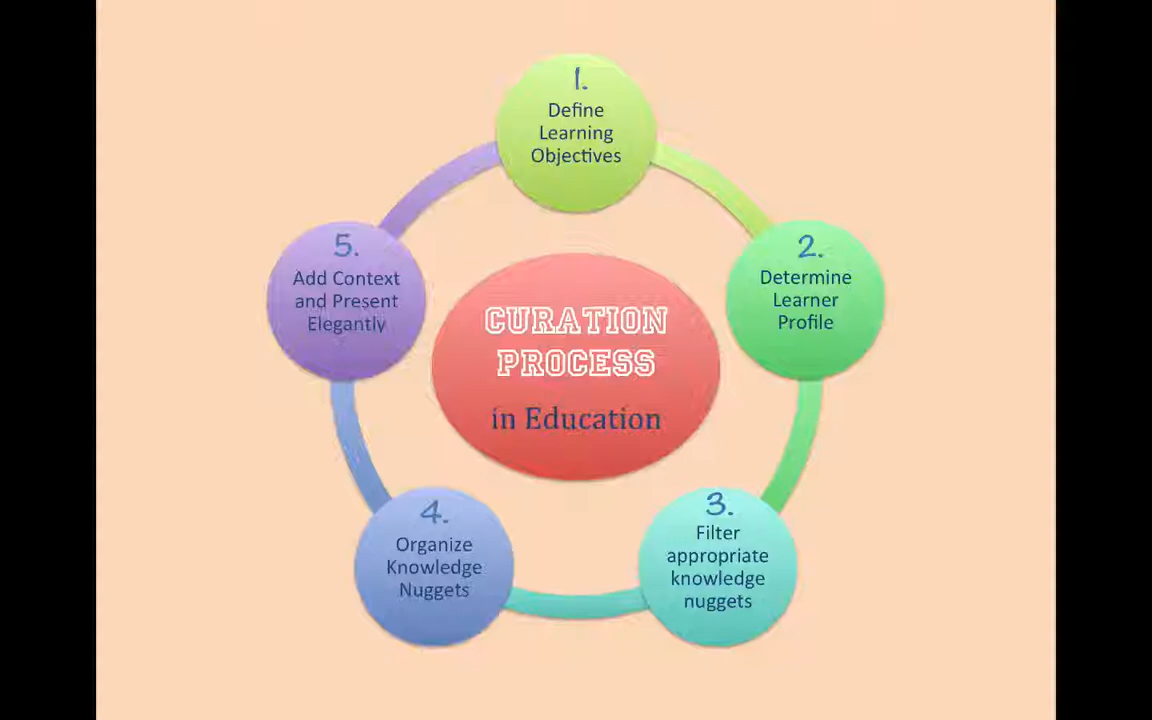 1.
Define
Learning
Objectives
2.
Determine
Learner
Profile
3.
Filter
appropriate
knowledge
nuggets
4.
Organize
Knowledge
Nuggets
5.
Add Context
and Present
Elegantly
CURATION
PROCESS
in Education